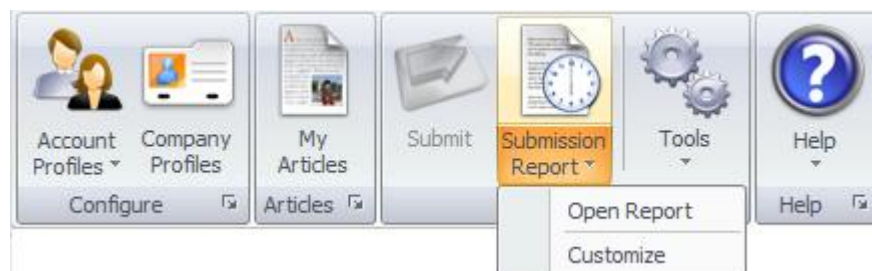 Account Profiles
Company Profiles
My Articles
Submit
Submission Report
Tools
Help
Configure
Articles
Help
Open Report
Customize